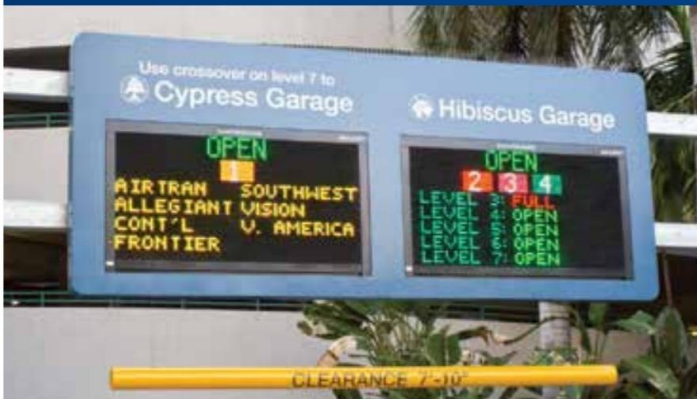 Use crossover on level 7 to
Cypress Garage
OPEN
1
AIRTRAN SOUTHWEST
ALLEGIANT VISION
CONT'L V. AMERICA
FRONTIER
Hibiscus Garage
OPEN
2 3 4
LEVEL 3: FULL
LEVEL 4: OPEN
LEVEL 5: OPEN
LEVEL 6: OPEN
LEVEL 7: OPEN
CLEARANCE 7'-10"